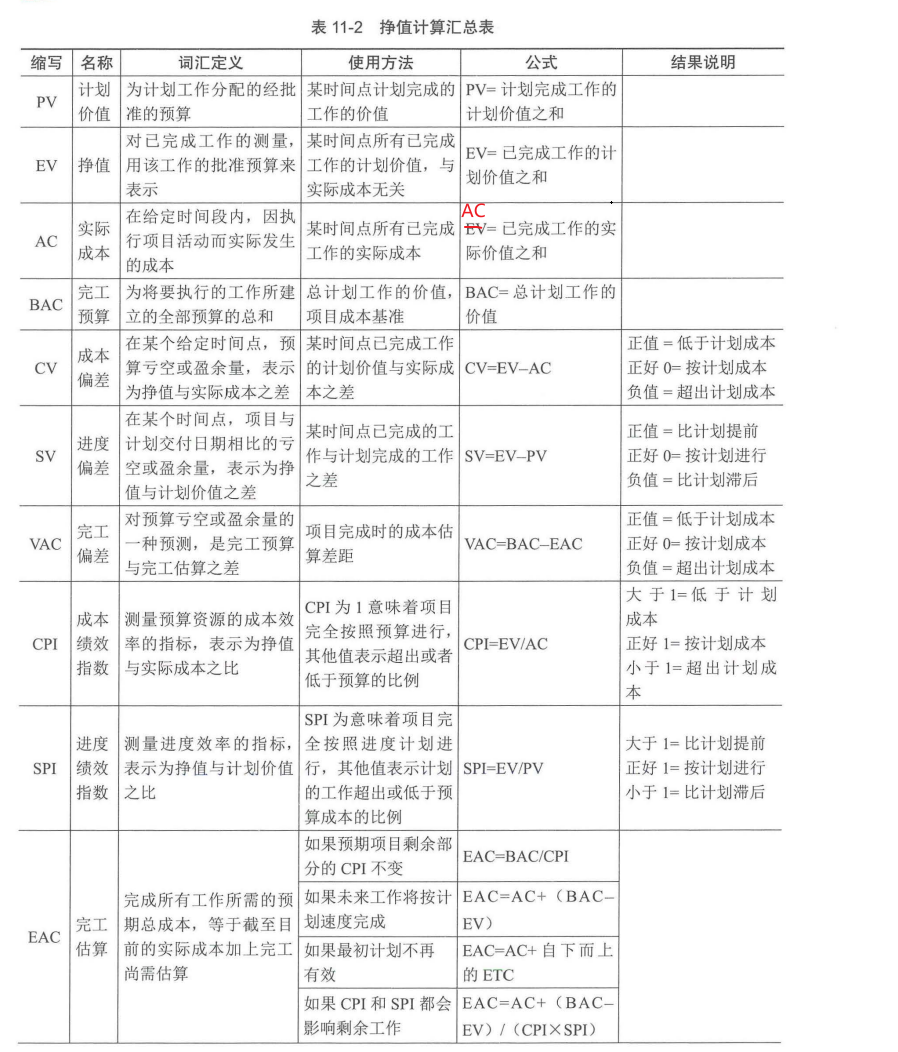 表 11-2 挣值计算汇总表
缩写 名称 词汇定义 使用方法 公式 结果说明
PV
计划
价值
为计划工作分配的经批
准的预算
某时间点计划完成的
工作的价值
PV= 计划完成工作的
计划价值之和
EV
挣值
对已完成工作的测量，
用该工作的批准预算来
表示
某时间点所有已完成
工作的计划价值，与
实际成本无关
EV= 已完成工作的计
划价值之和
AC
实际
成本
在给定时间段内，因执
行项目活动而实际发生
的成本
某时间点所有已完成
工作的实际成本
AC
EV= 已完成工作的实
际价值之和
BAC
完工
预算
为将要执行的工作所建
立的全部预算的总和
总计划工作的价值，
项目成本基准
BAC= 总计划工作的
价值
CV
成本
偏差
在某个给定时间点，预
算亏空或盈余量，表示
为挣值与实际成本之差
某时间点已完成工作
的计划价值与实际成
本之差
CV=EV–AC
正值 = 低于计划成本
正好 0= 按计划成本
负值 = 超出计划成本
SV
进度
偏差
在某个时间点，项目与
计划交付日期相比的亏
空或盈余量，表示为挣
值与计划价值之差
某时间点已完成的工
作与计划完成的工作
之差
SV=EV–PV
正值 = 比计划提前
正好 0= 按计划进行
负值 = 比计划滞后
VAC
完工
偏差
对预算亏空或盈余量的
一种预测，是完工预算
与完工估算之差
项目完成时的成本估
算差距
VAC=BAC–EAC
正值 = 低于计划成本
正好 0= 按计划成本
负值 = 超出计划成本
CPI
成本
绩效
指数
测量预算资源的成本效
率的指标，表示为挣值
与实际成本之比
CPI 为 1 意味着项目
完全按照预算进行，
其他值表示超出或者
低于预算的比例
CPI=EV/AC
大于 1= 低于计划
成本
正好 1= 按计划成本
小于 1= 超出计划成
本
SPI
进度
绩效
指数
测量进度效率的指标，
表示为挣值与计划价值
之比
SPI 为意味着项目完
全按照进度计划进
行，其他值表示计划
的工作超出或低于预
算成本的比例
SPI=EV/PV
大于 1= 比计划提前
正好 1= 按计划进行
小于 1= 比计划滞后
EAC
完工
估算
完成所有工作所需的预
期总成本，等于截至目
前的实际成本加上完工
尚需估算
如果预期项目剩余部
分的 CPI 不变
EAC=BAC/CPI
如果未来工作将按计
划速度完成
EAC=AC+（BAC–
EV）
如果最初计划不再
有效
EAC=AC+ 自下而上
的 ETC
如果 CPI 和 SPI 都会
影响剩余工作
EAC=AC+（BAC–
EV）/（CPI×SPI）